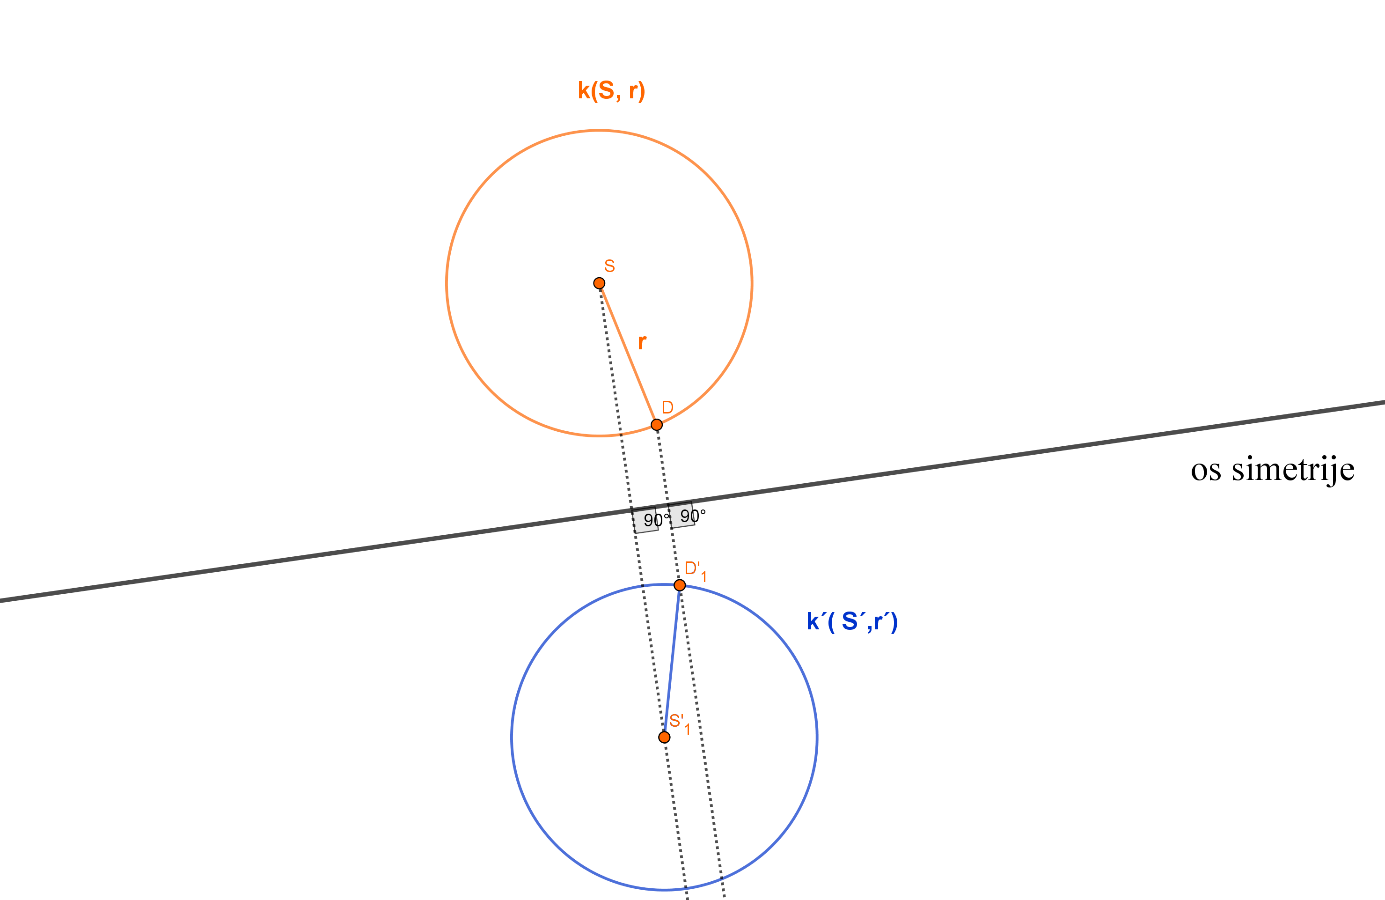 k(S, r)
S
r
D
os simetrije
90°
90°
D'₁
k´( S´,r´)
S'₁